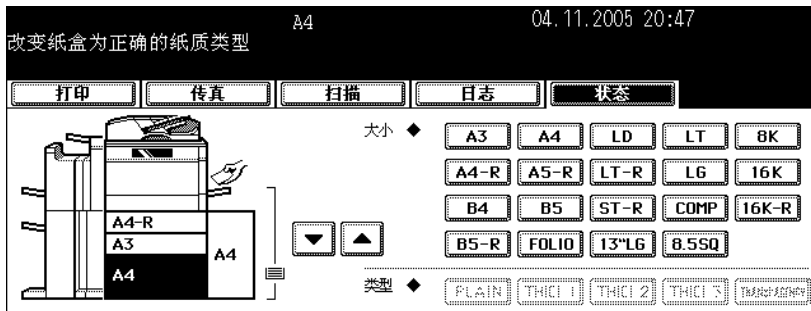 A4 04.11.2005 20:47
改变纸盒为正确的纸质类型
打印 传真 扫描 日志 状态
大小 ◆ A3 A4 LD LT 8K
A4-R A5-R LT-R LG 16K
B4 B5 ST-R COMP 16K-R
B5-R FOLIO 13"LG 8.5SQ
A4-R
A3
A4
A4
类型 ◆ PLAIN THICK 1 THICK 2 THICK 3